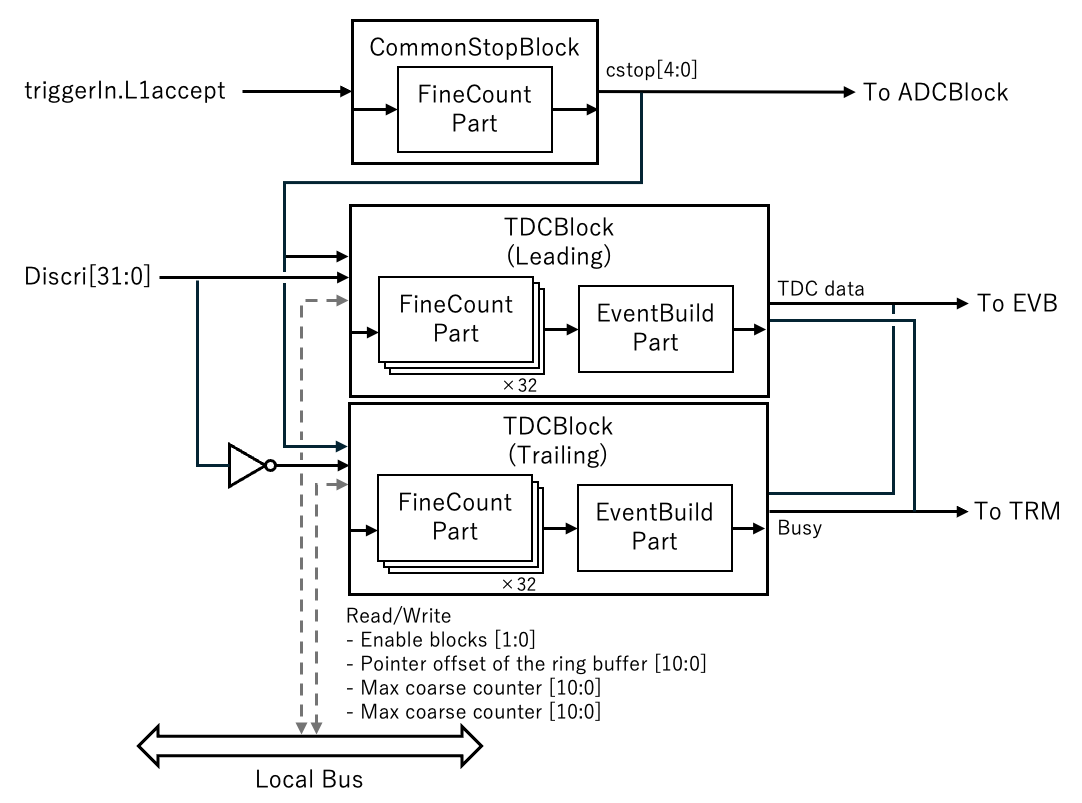 CommonStopBlock
triggerIn.L1accept
FineCount
Part
cstop[4:0]
To ADCBlock
TDCBlock
(Leading)
Discri[31:0]
FineCount
Part
EventBuild
Part
×32
TDC data
To EVB
TDCBlock
(Trailing)
FineCount
Part
EventBuild
Part
×32
Busy
To TRM
Read/Write
- Enable blocks [1:0]
- Pointer offset of the ring buffer [10:0]
- Max coarse counter [10:0]
- Max coarse counter [10:0]
Local Bus